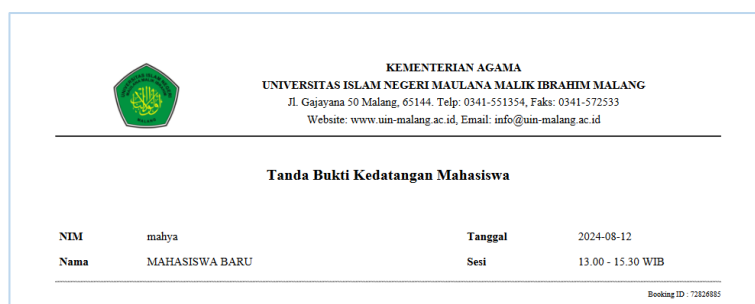 KEMENTERIAN AGAMA
UNIVERSITAS ISLAM NEGERI MAULANA MALIK IBRAHIM MALANG
Jl. Gajayana 50 Malang, 65144. Telp: 0341-551354, Faks: 0341-572533
Website: www.uin-malang.ac.id, Email: info@uin-malang.ac.id
Tanda Bukti Kedatangan Mahasiswa
NIM mahya Tanggal 2024-08-12
Nama MAHASISWA BARU Sesi 13.00 - 15.30 WIB
Booking ID : 72826885